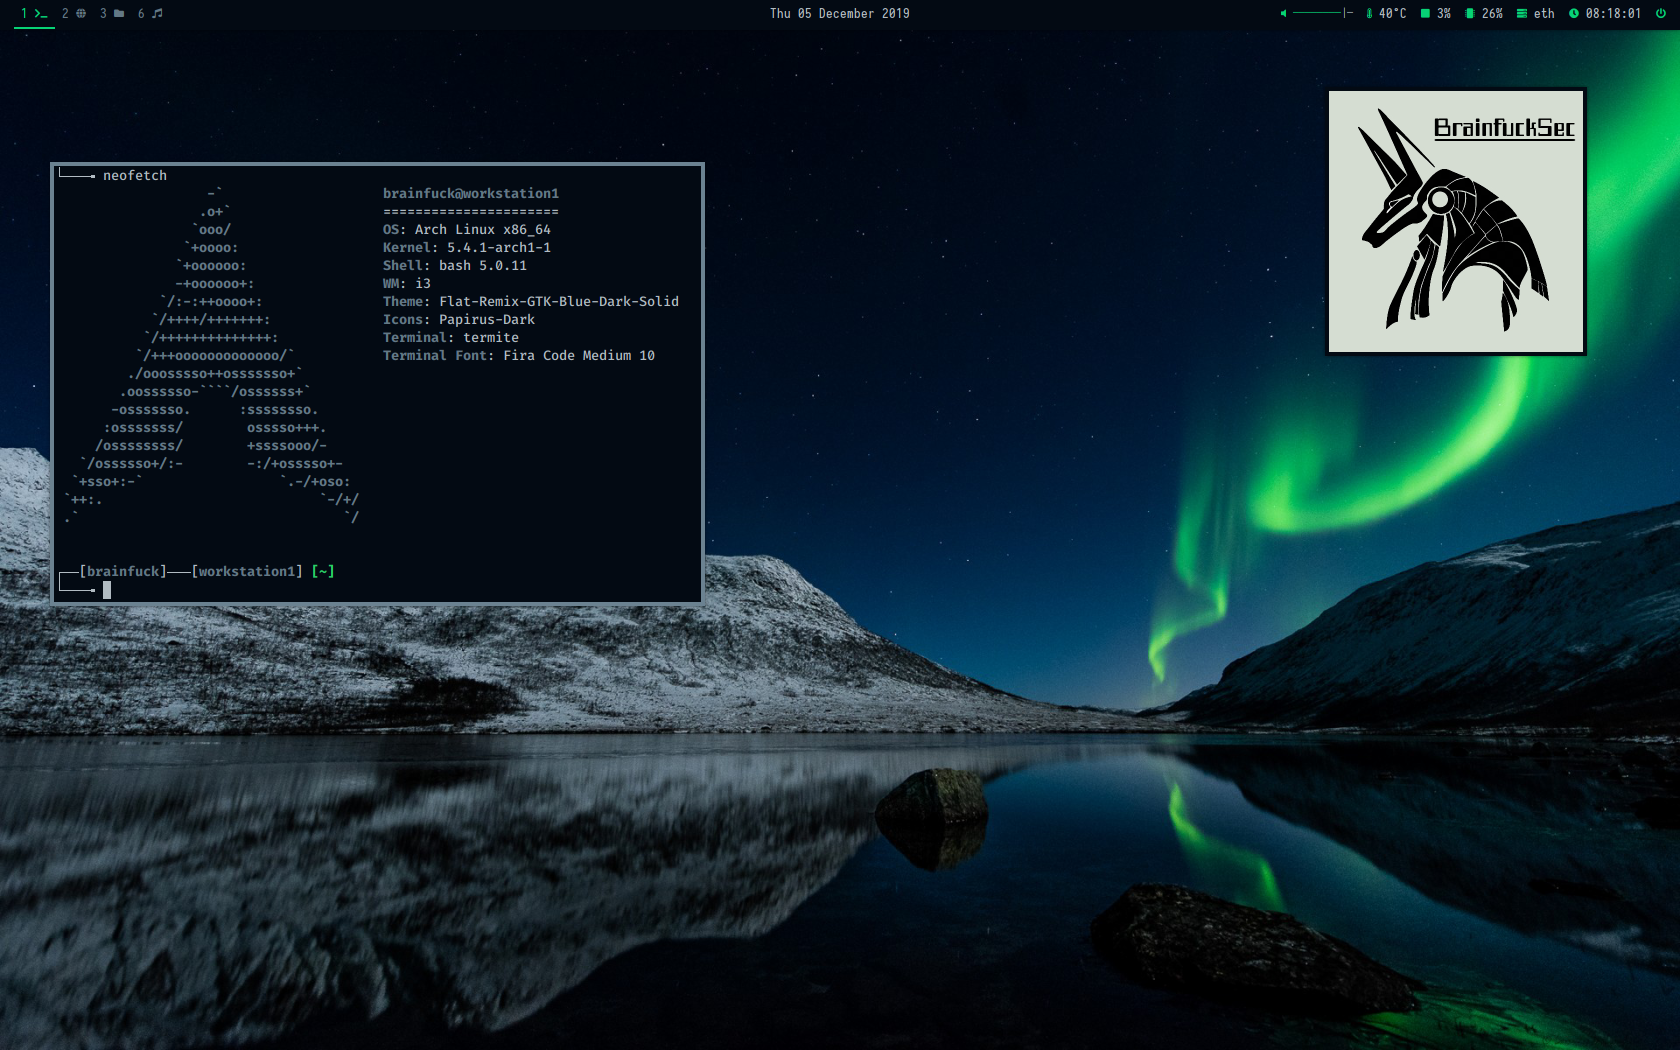 1 2 3 6
Thu 05 December 2019
40°C 3% 26% eth 08:18:01
BrainfuckSec
neofetch
-`
.o+`
`ooo/
`+oooo:
`+oooooo:
-+oooooo+:
`/:-:++oooo+:
`/++++/+++++++:
`/++++++++++++++:
`/+++ooooooooooooo/`
./ooosssso++osssssso+`
.oossssso-````/ossssss+`
-osssssso. :ssssssso.
:osssssss/ osssso+++.
/ossssssss/ +ssssooo/-
`/ossssso+/:- -:/+osssso+-
`+sso+:-` `.-/+oso:
`++:. `-/+/
.` `/
brainfuck@workstation1
======================
OS: Arch Linux x86_64
Kernel: 5.4.1-arch1-1
Shell: bash 5.0.11
WM: i3
Theme: Flat-Remix-GTK-Blue-Dark-Solid
Icons: Papirus-Dark
Terminal: termite
Terminal Font: Fira Code Medium 10
[brainfuck]—[workstation1] [~]